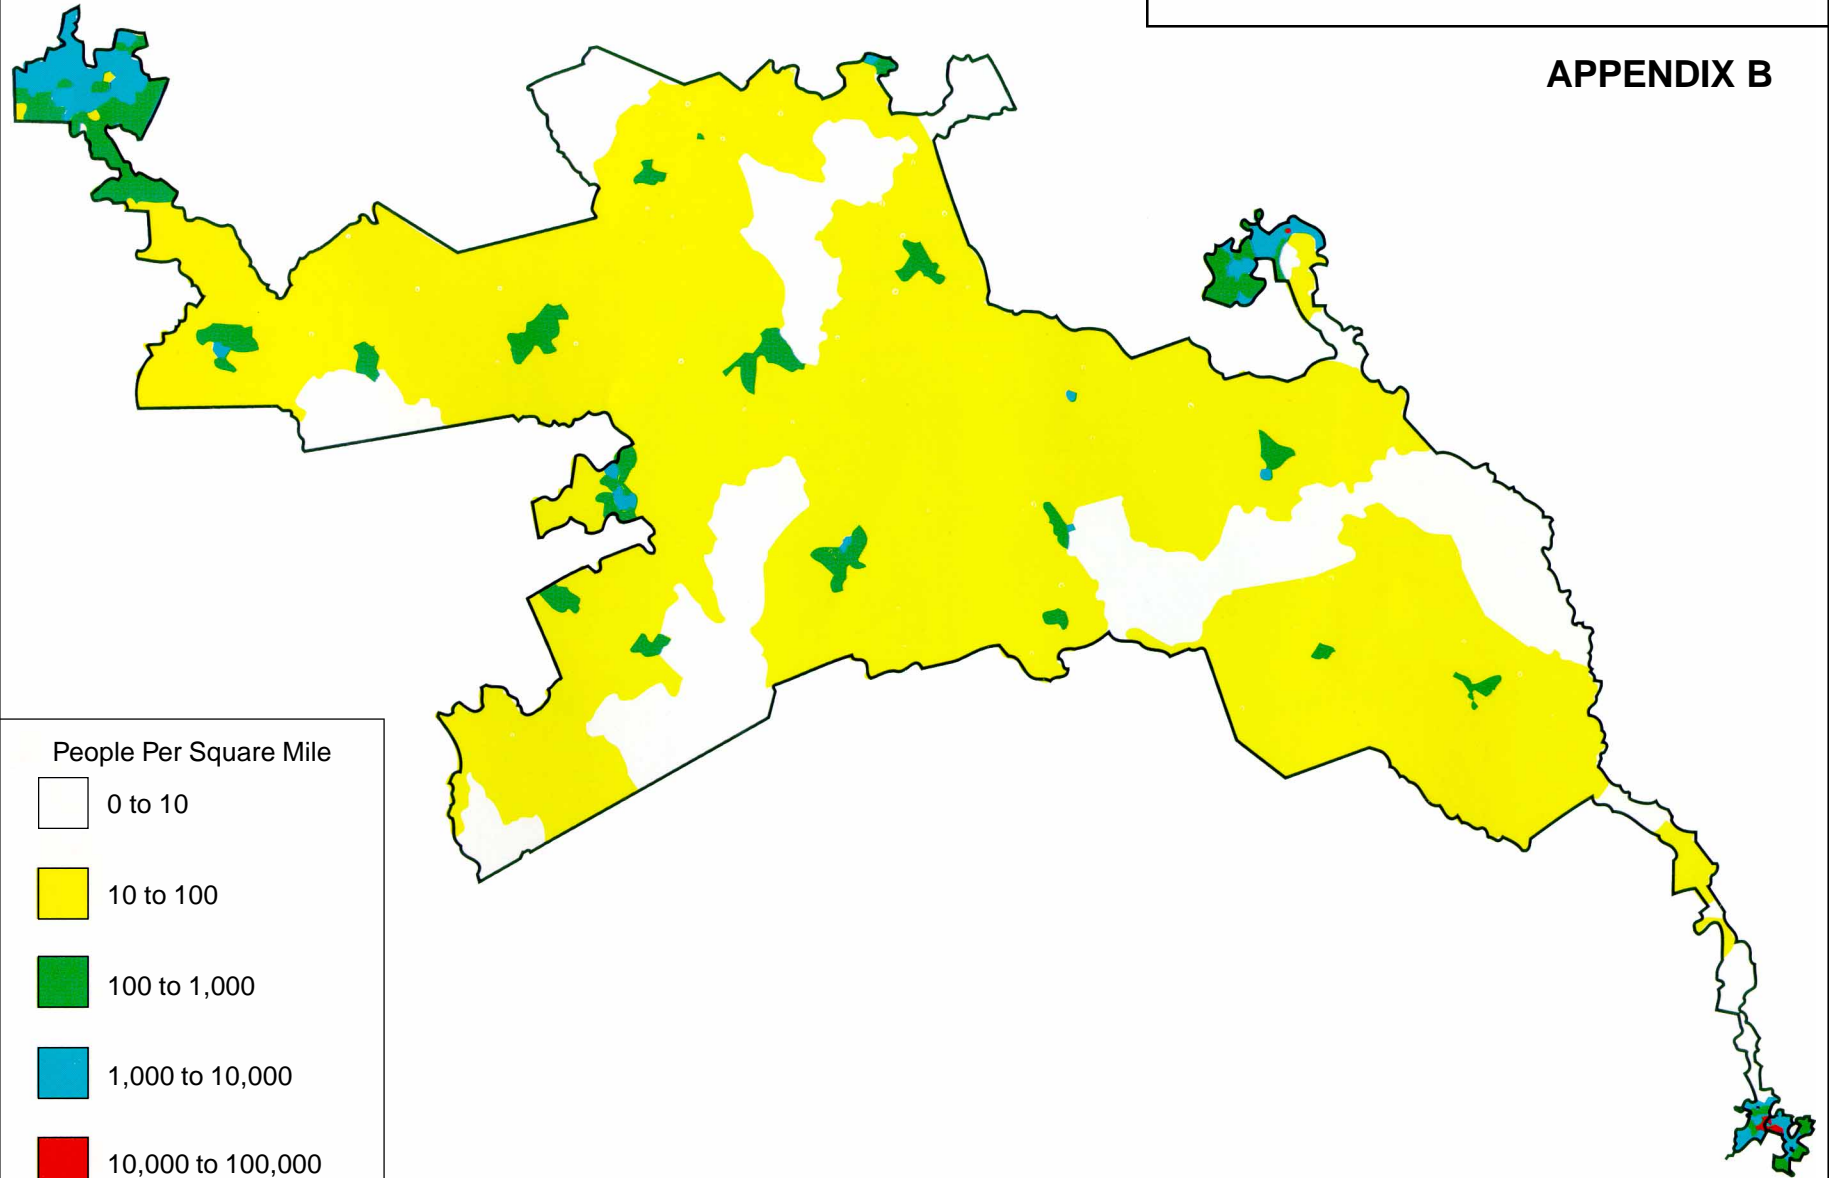 APPENDIX B
People Per Square Mile
0 to 10
10 to 100
100 to 1,000
1,000 to 10,000
10,000 to 100,000